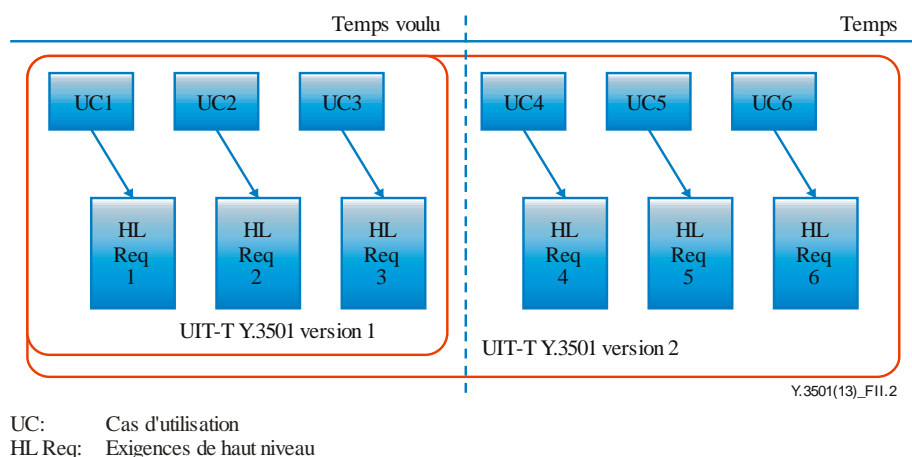 Temps voulu
Temps
UC1
UC2
UC3
UC4
UC5
UC6
HL
Req
1
HL
Req
2
HL
Req
3
HL
Req
4
HL
Req
5
HL
Req
6
UIT-T Y.3501 version 1
UIT-T Y.3501 version 2
Y.3501(13)_FII.2
UC: Cas d'utilisation
HL Req: Exigences de haut niveau